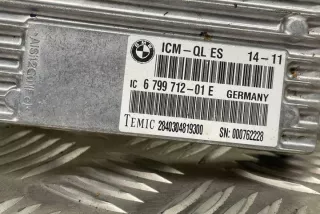 ICM-QL ES 14-11
IC 6 799 712-01 E GERMANY
TEMIC 2840304819300
SN: 000762228